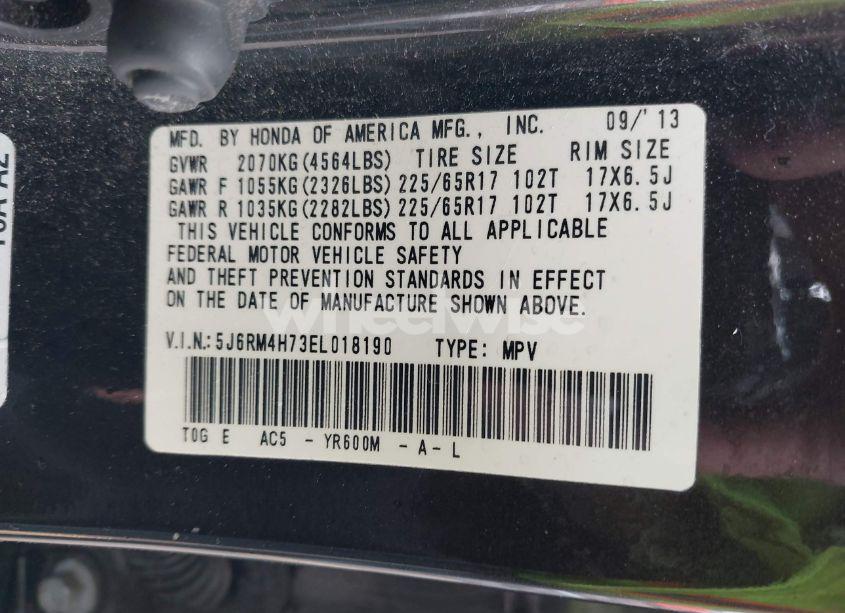 MFD. BY HONDA OF AMERICA MFG., INC. 09/'13
GVWR 2070KG(4564LBS) TIRE SIZE RIM SIZE
GAWR F 1055KG(2326LBS) 225/65R17 102T 17X6.5J
GAWR R 1035KG(2282LBS) 225/65R17 102T 17X6.5J
THIS VEHICLE CONFORMS TO ALL APPLICABLE
FEDERAL MOTOR VEHICLE SAFETY
AND THEFT PREVENTION STANDARDS IN EFFECT
ON THE DATE OF MANUFACTURE SHOWN ABOVE.
wheelwise
V.I.N.: 5J6RM4H73EL018190 TYPE: MPV
T0G E AC5 - YR600M - A - L